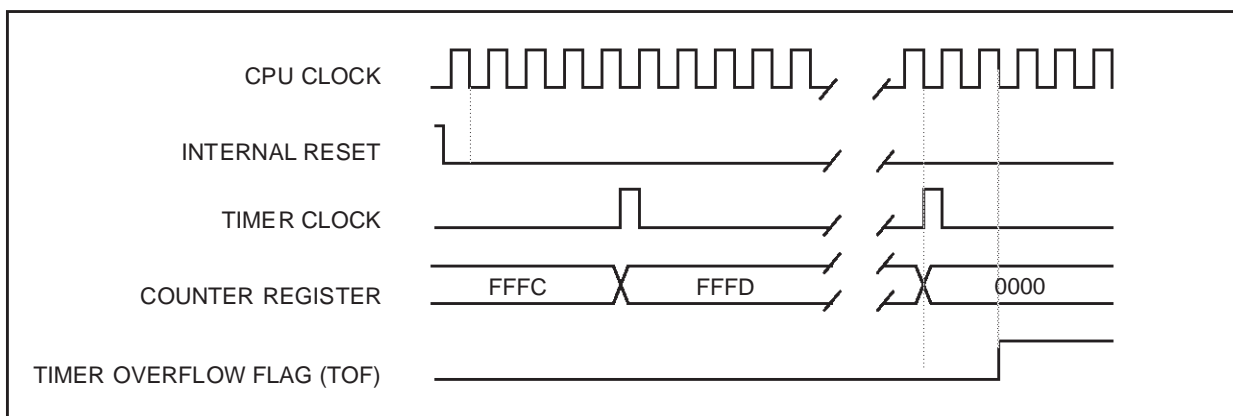 CPU CLOCK
INTERNAL RESET
TIMER CLOCK
COUNTER REGISTER
FFFC FFFD 0000
TIMER OVERFLOW FLAG (TOF)